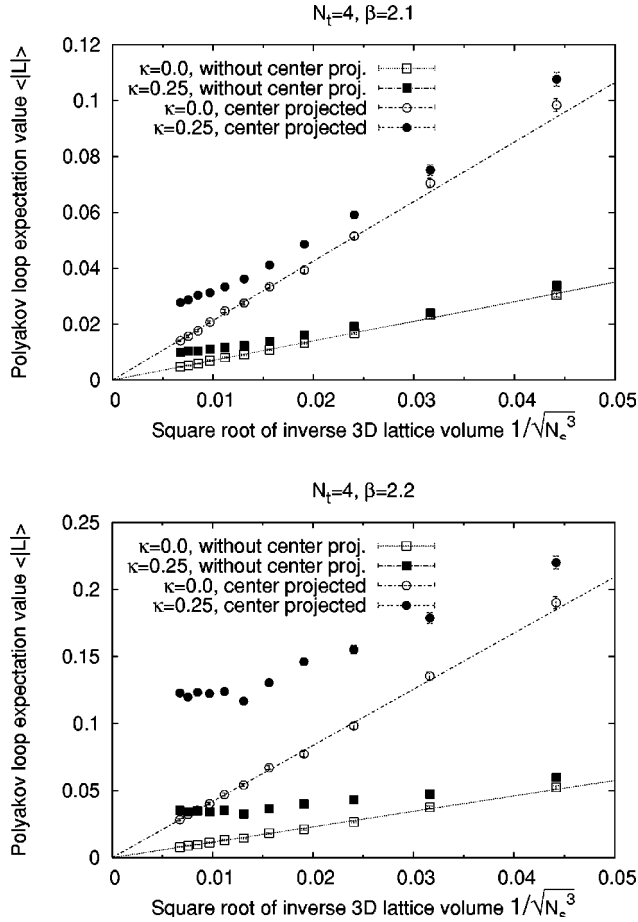 N_t=4, β=2.1
Polyakov loop expectation value <|L|>
0.12
0.1
0.08
0.06
0.04
0.02
0
κ=0.0, without center proj.
κ=0.25, without center proj.
κ=0.0, center projected
κ=0.25, center projected
0 0.01 0.02 0.03 0.04 0.05
Square root of inverse 3D lattice volume 1/√N_s^3
N_t=4, β=2.2
Polyakov loop expectation value <|L|>
0.25
0.2
0.15
0.1
0.05
0
κ=0.0, without center proj.
κ=0.25, without center proj.
κ=0.0, center projected
κ=0.25, center projected
0 0.01 0.02 0.03 0.04 0.05
Square root of inverse 3D lattice volume 1/√N_s^3